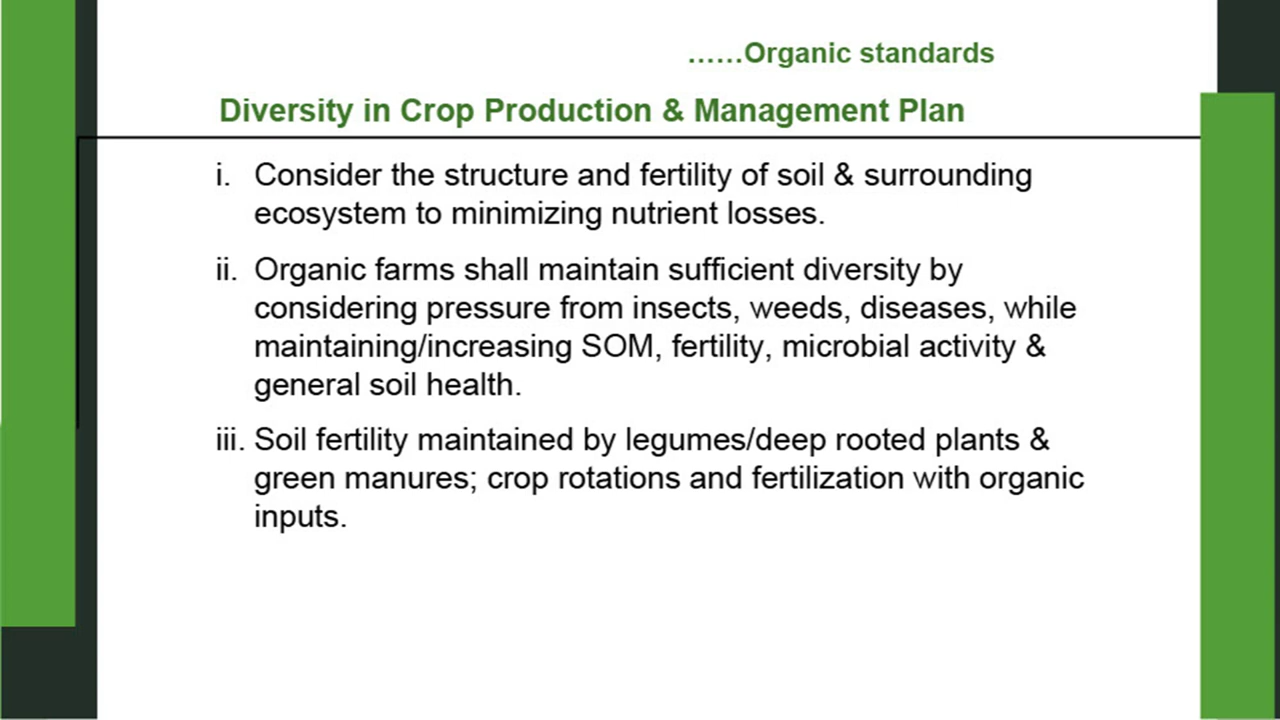 ......Organic standards
Diversity in Crop Production & Management Plan
i. Consider the structure and fertility of soil & surrounding
ecosystem to minimizing nutrient losses.
ii. Organic farms shall maintain sufficient diversity by
considering pressure from insects, weeds, diseases, while
maintaining/increasing SOM, fertility, microbial activity &
general soil health.
iii. Soil fertility maintained by legumes/deep rooted plants &
green manures; crop rotations and fertilization with organic
inputs.